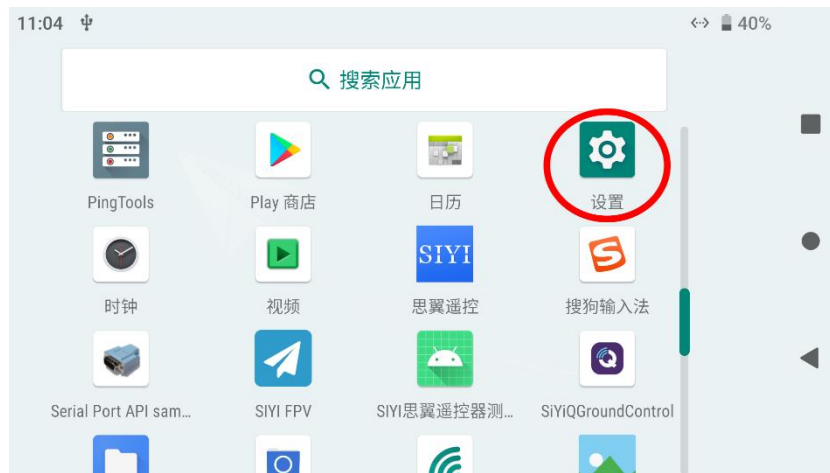 11:04
40%
搜索应用
PingTools
Play 商店
日历
设置
SIYI
时钟
视频
思翼遥控
搜狗输入法
Serial Port API sam...
SIYI FPV
SIYI思翼遥控器测...
SiYiQGroundControl